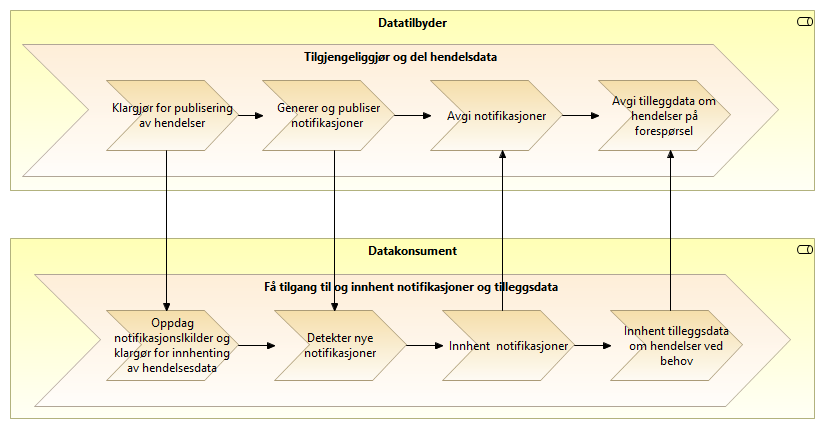 Datatilbyder
Tilgjengeliggjør og del hendelsdata
Klargjør for publisering
av hendelser
Generer og publiser
notifikasjoner
Avgi notifikasjoner
Avgi tilleggdata om
hendelser på
forespørsel
Datakonsument
Få tilgang til og innhent notifikasjoner og tilleggsdata
Oppdag
notifikasjonslkilder og
klargjør for innhenting
av hendelsesdata
Detekter nye
notifikasjoner
Innhent notifikasjoner
Innhent tilleggsdata
om hendelser ved
behov